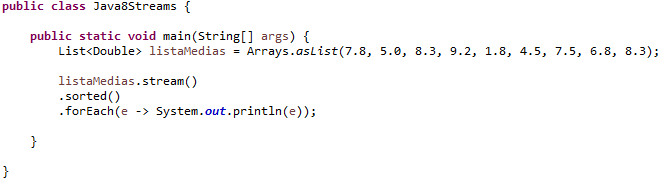 public class Java8Streams {
public static void main(String[] args) {
List<Double> listaMedias = Arrays.asList(7.8, 5.0, 8.3, 9.2, 1.8, 4.5, 7.5, 6.8, 8.3);
listaMedias.stream()
.sorted()
.forEach(e -> System.out.println(e));
}
}